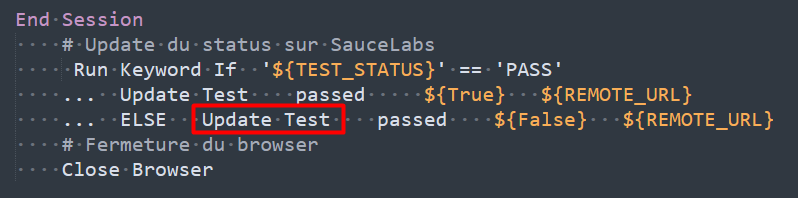 End Session
# Update du status sur SauceLabs
Run Keyword If '${TEST_STATUS}' == 'PASS'
... Update Test passed ${True} ${REMOTE_URL}
... ELSE Update Test passed ${False} ${REMOTE_URL}
# Fermeture du browser
Close Browser